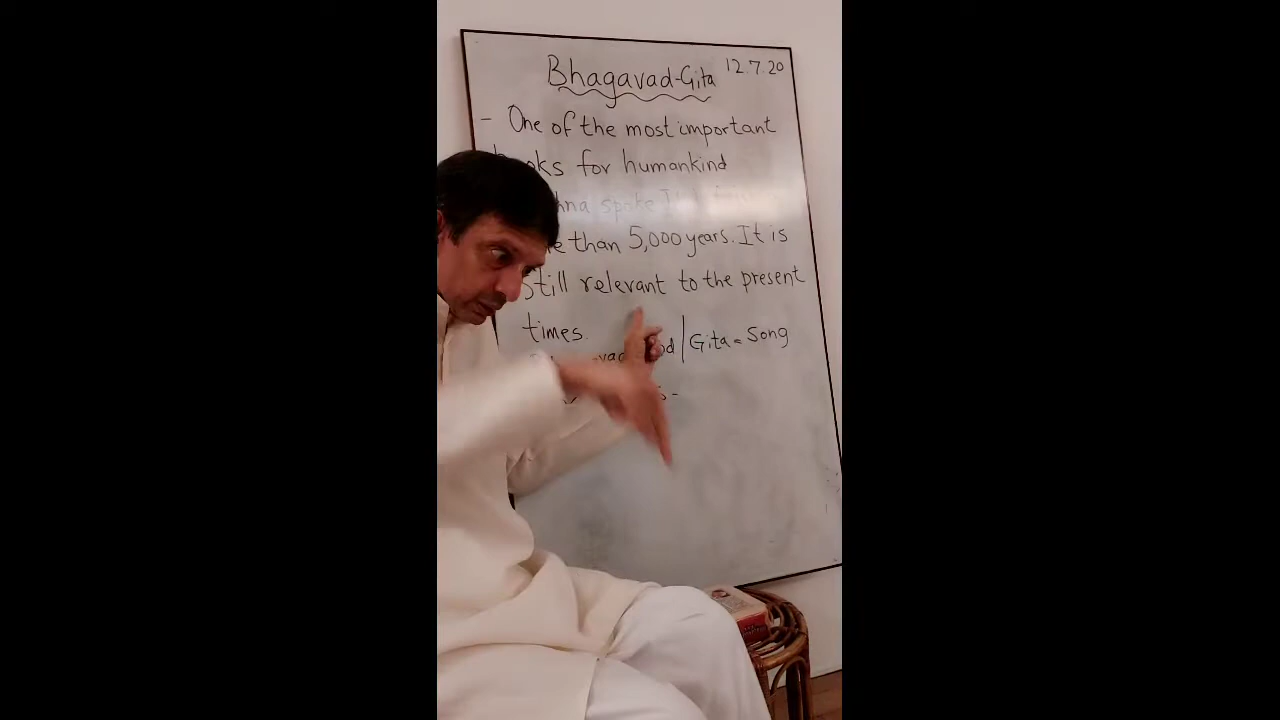 Bhagavad-Gita 12.7.20
- One of the most important
for humankind
spoke
than 5,000 years. It is
still relevant to the present
times.
Gita = Song